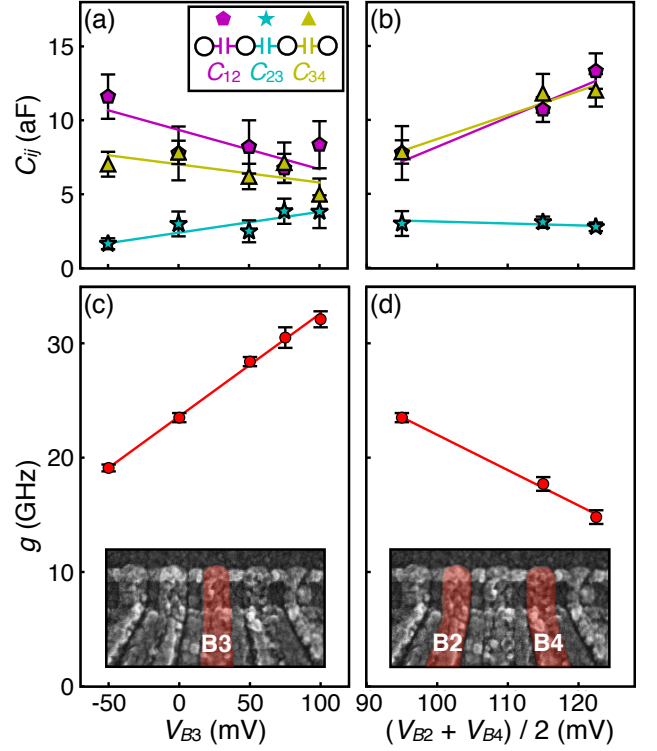 (a)
(b)
C12 C23 C34
15
10
5
0
Cij (aF)
(c)
(d)
30
20
10
0
g (GHz)
B3
B2 B4
-50 0 50 100
90 100 110 120
VB3 (mV)
(VB2 + VB4) / 2 (mV)